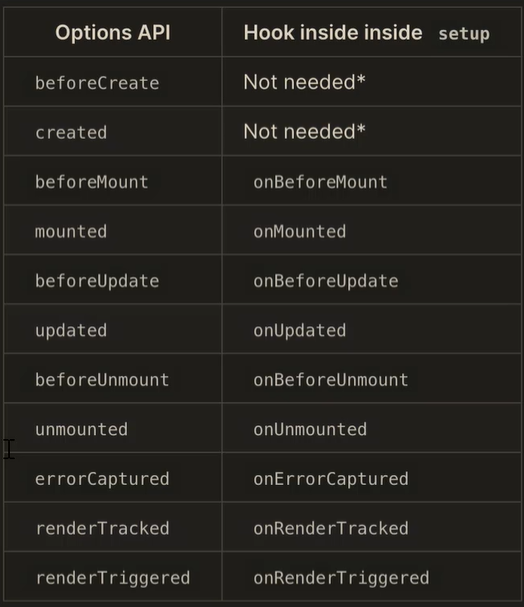 Options API Hook inside inside setup
beforeCreate Not needed*
created Not needed*
beforeMount onBeforeMount
mounted onMounted
beforeUpdate onBeforeUpdate
updated onUpdated
beforeUnmount onBeforeUnmount
unmounted onUnmounted
errorCaptured onErrorCaptured
renderTracked onRenderTracked
renderTriggered onRenderTriggered